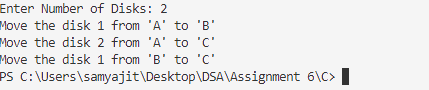 Enter Number of Disks: 2
Move the disk 1 from 'A' to 'B'
Move the disk 2 from 'A' to 'C'
Move the disk 1 from 'B' to 'C'
PS C:\Users\samyajit\Desktop\DSA\Assignment 6\C>